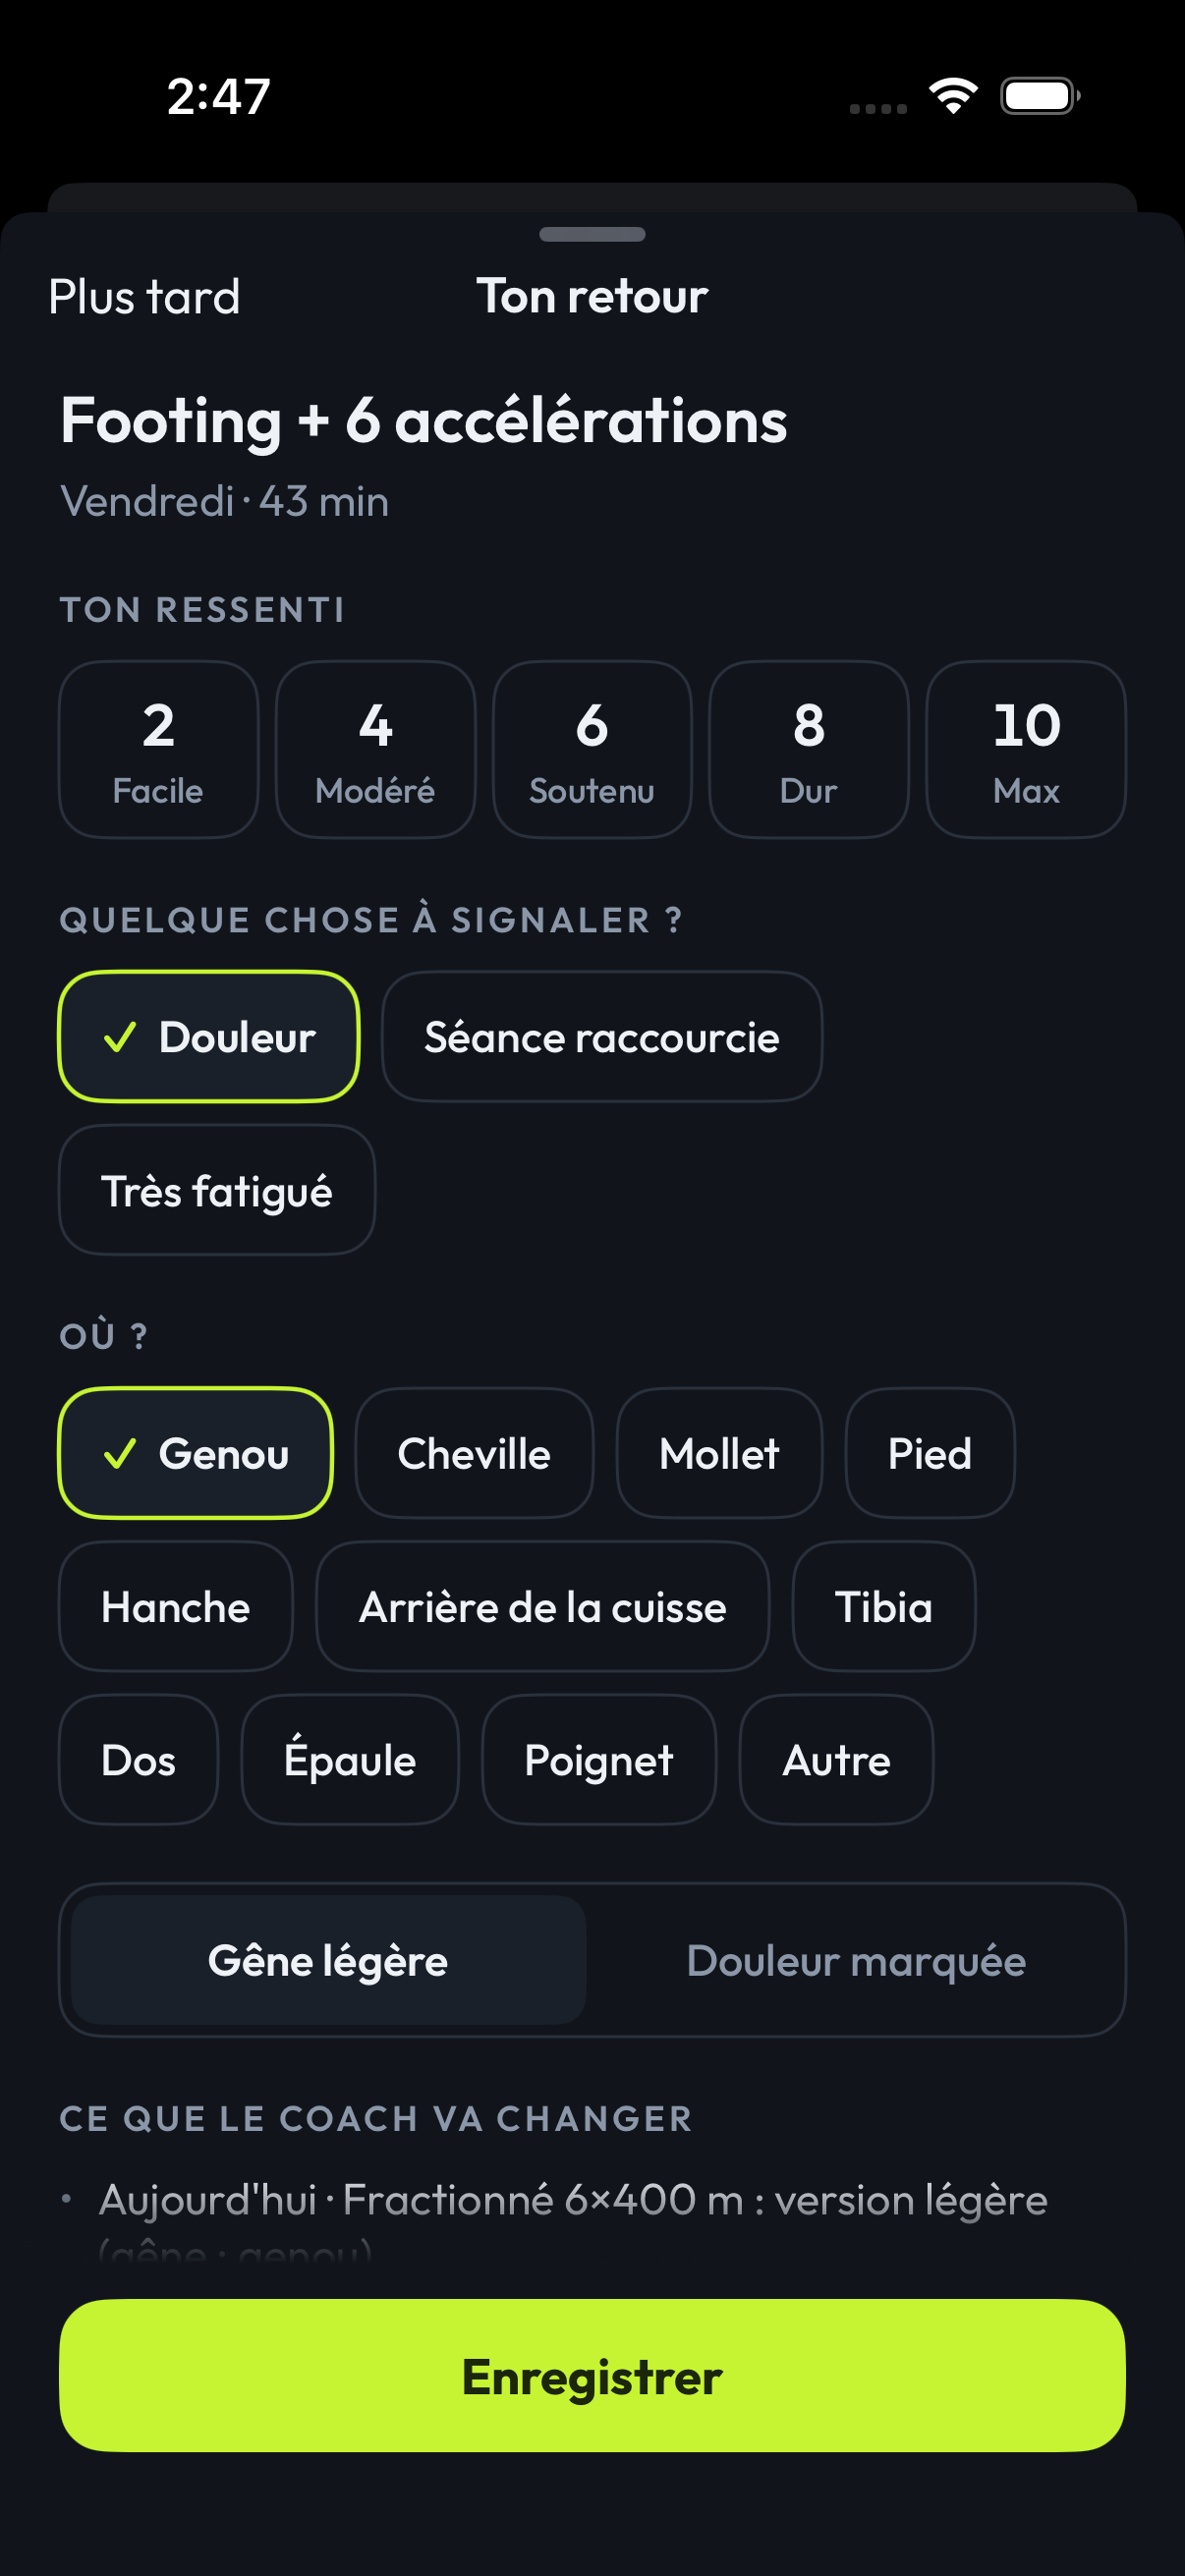 2:47
Plus tard
Ton retour
Footing + 6 accélérations
Vendredi · 43 min
TON RESSENTI
2
4
6
8
10
Facile
Modéré
Soutenu
Dur
Max
QUELQUE CHOSE À SIGNALER ?
Douleur
Séance raccourcie
Très fatigué
OÙ ?
Genou
Cheville
Mollet
Pied
Hanche
Arrière de la cuisse
Tibia
Dos
Épaule
Poignet
Autre
Gêne légère
Douleur marquée
CE QUE LE COACH VA CHANGER
• Aujourd'hui · Fractionné 6×400 m : version légère
(gêne : genou)
Enregistrer